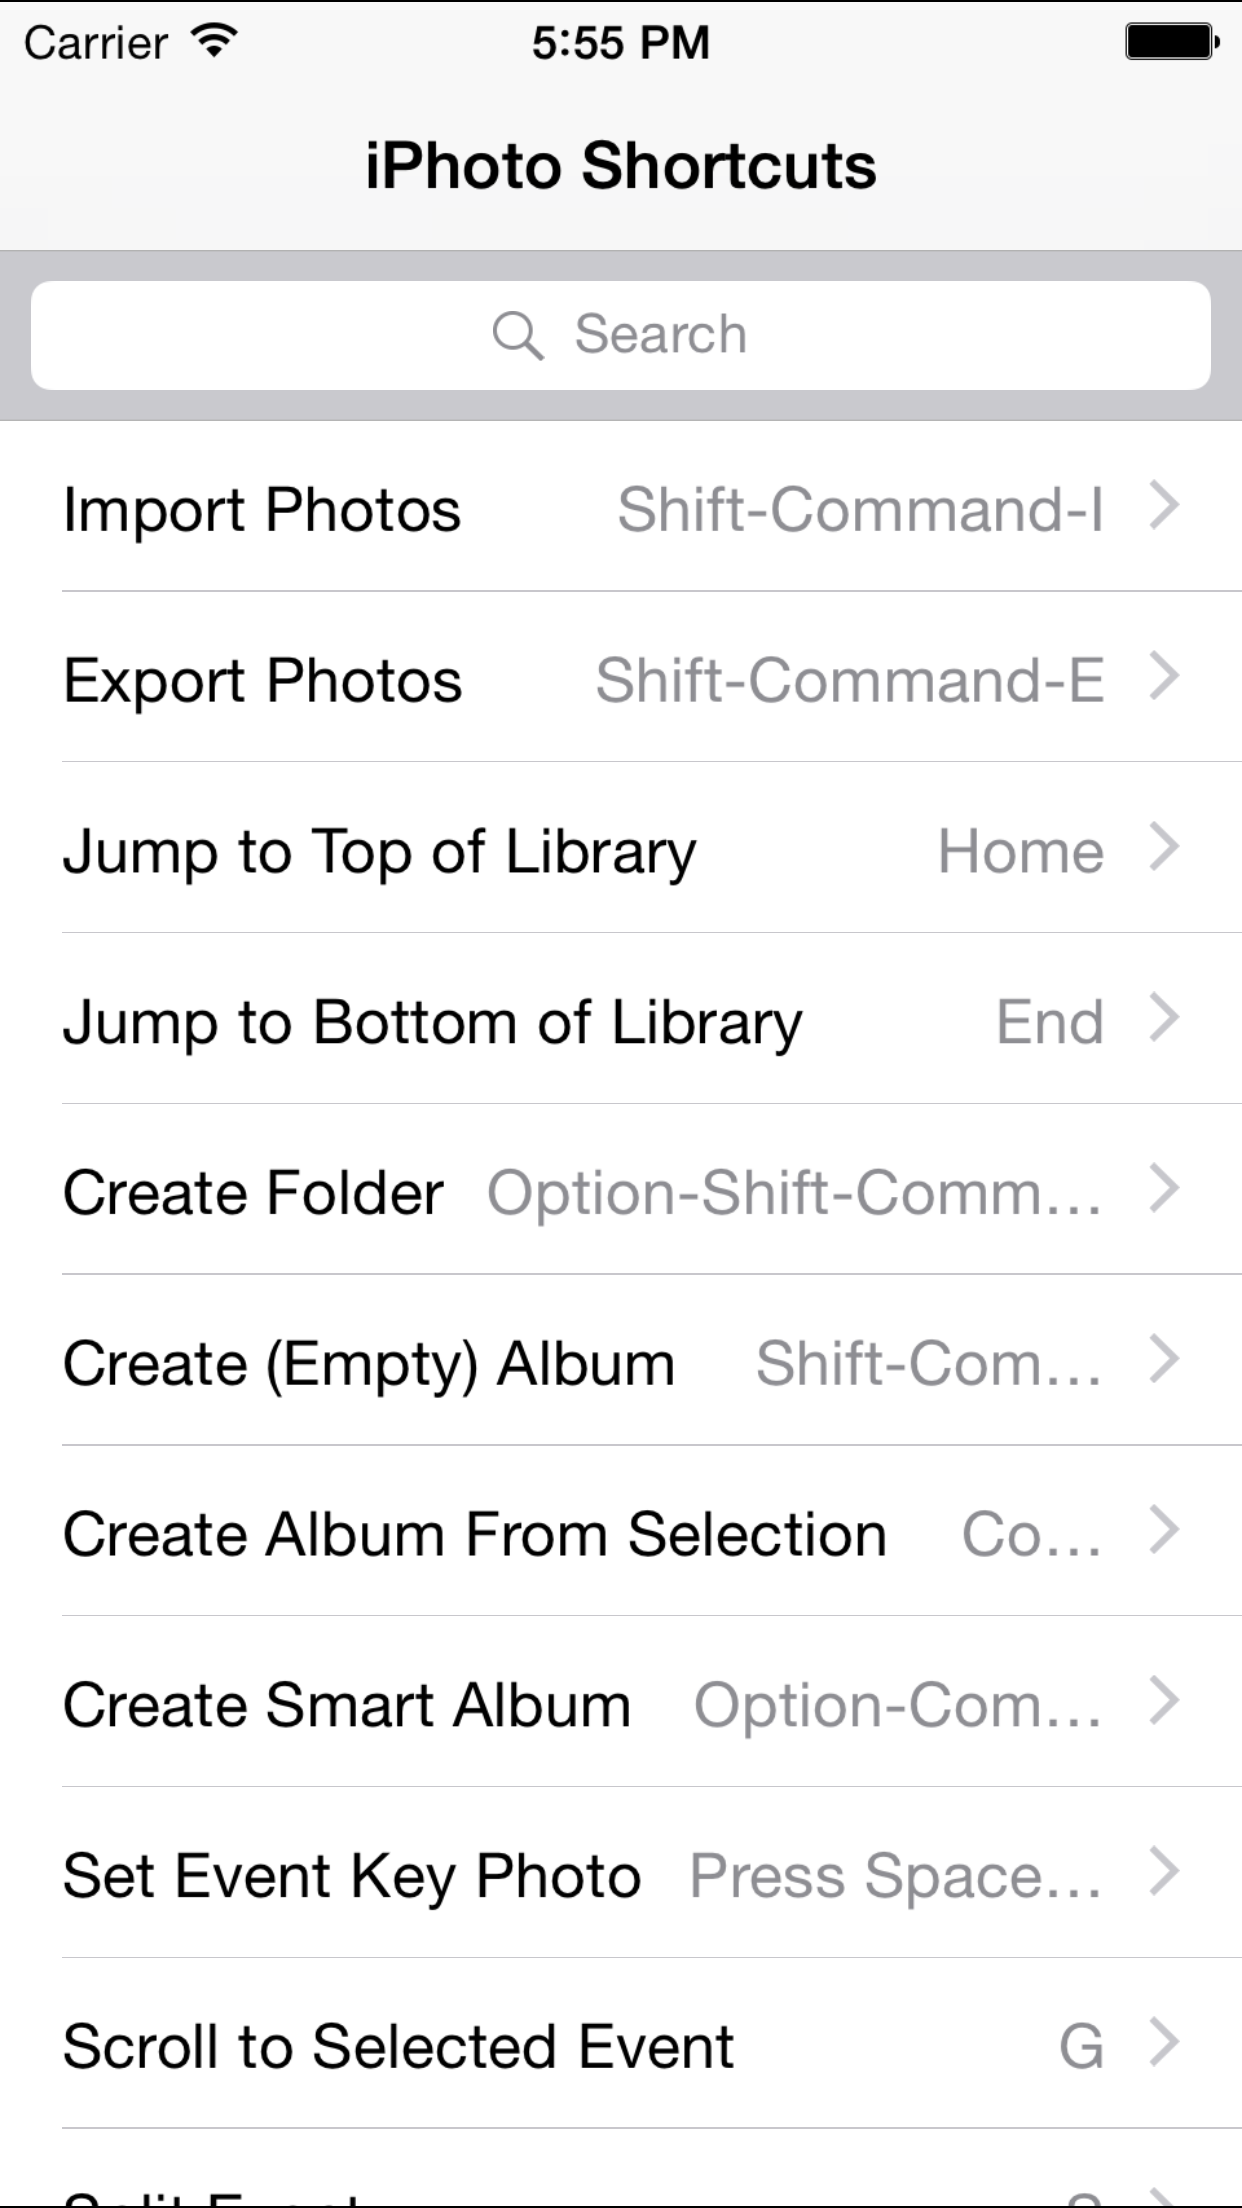 Carrier 5:55 PM
iPhoto Shortcuts
Search
Import Photos Shift-Command-I
Export Photos Shift-Command-E
Jump to Top of Library Home
Jump to Bottom of Library End
Create Folder Option-Shift-Comm...
Create (Empty) Album Shift-Com...
Create Album From Selection Co...
Create Smart Album Option-Com...
Set Event Key Photo Press Space...
Scroll to Selected Event G
Split Event S